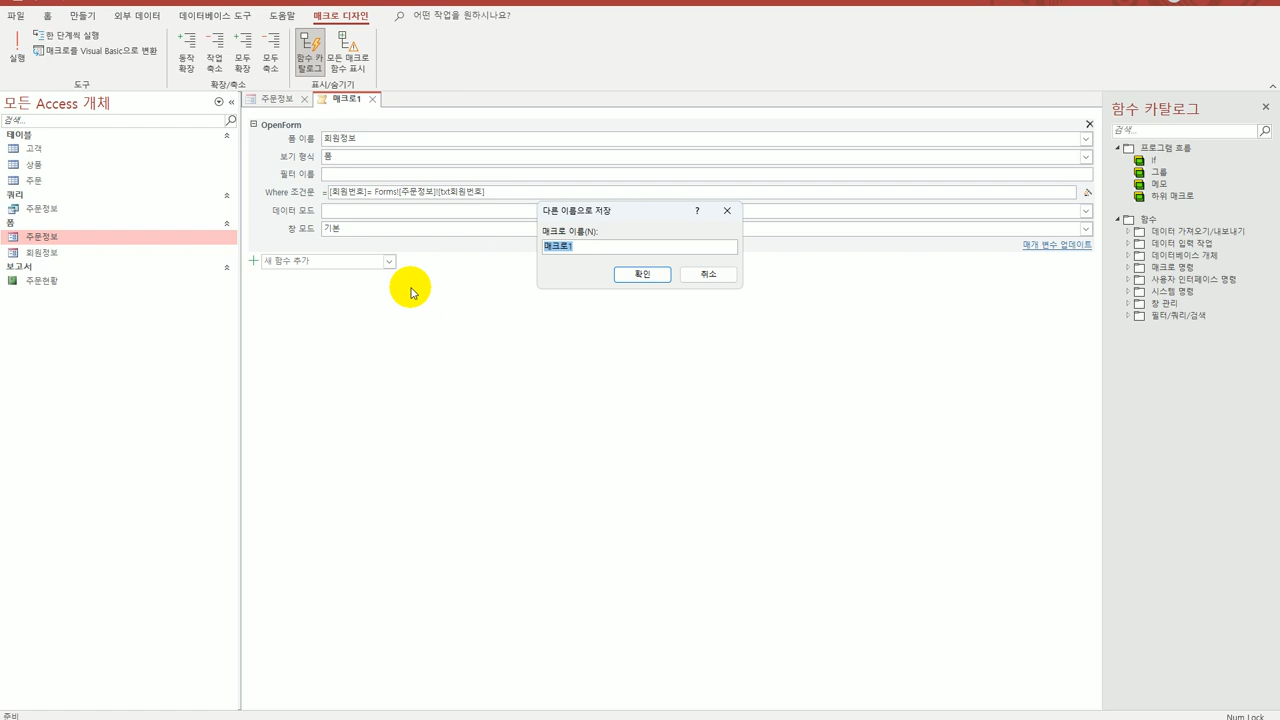 파일 홈 만들기 외부 데이터 데이터베이스 도구 도움말 매크로 디자인 어떤 작업을 원하시나요?
실행
한 단계씩 실행
매크로를 Visual Basic으로 변환
도구
동작 확장
작업 축소
모두 확장
모두 축소
확장/축소
함수 카탈로그
모든 매크로 함수 표시
표시/숨기기
모든 Access 개체
검색...
테이블
고객
상품
주문
쿼리
주문정보
폼
주문정보
회원정보
보고서
주문현황
주문정보 매크로1
OpenForm
폼 이름 회원정보
보기 형식 폼
필터 이름
Where 조건문 = [회원번호]= Forms![주문정보]![txt회원번호]
데이터 모드
창 모드 기본
매개 변수 업데이트
새 함수 추가
다른 이름으로 저장 ?
매크로 이름(N):
매크로1
확인 취소
함수 카탈로그
검색...
프로그램 흐름
If
그룹
메모
하위 매크로
함수
데이터 가져오기/내보내기
데이터 입력 작업
데이터베이스 개체
매크로 명령
사용자 인터페이스 명령
시스템 명령
창 관리
필터/쿼리/검색
준비
Num Lock